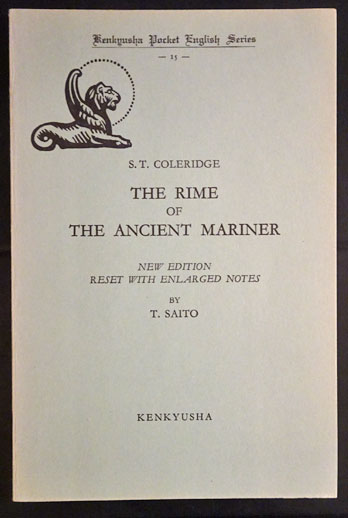 Kenkyusha Pocket English Series
— 15 —
S. T. COLERIDGE
THE RIME
OF
THE ANCIENT MARINER
NEW EDITION
RESET WITH ENLARGED NOTES
BY
T. SAITO
KENKYUSHA